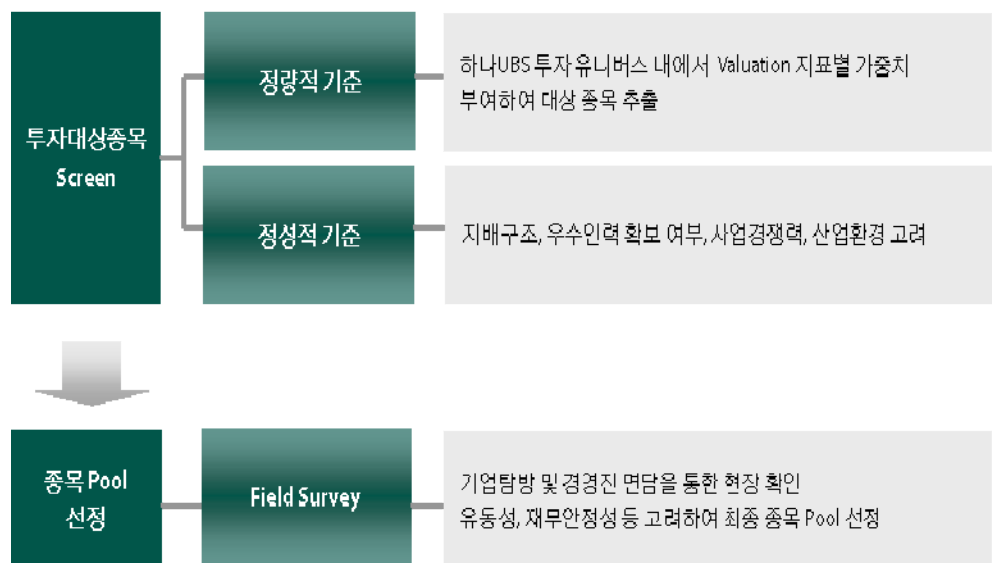 투자대상종목
Screen
정량적 기준
하나UBS 투자유니버스 내에서 Valuation 지표별 가중치
부여하여 대상 종목 추출
정성적 기준
지배구조, 우수인력 확보 여부, 사업경쟁력, 산업환경 고려
종목 Pool
선정
Field Survey
기업탐방 및 경영진 면담을 통한 현장 확인
유동성, 재무안정성 등 고려하여 최종 종목 Pool 선정